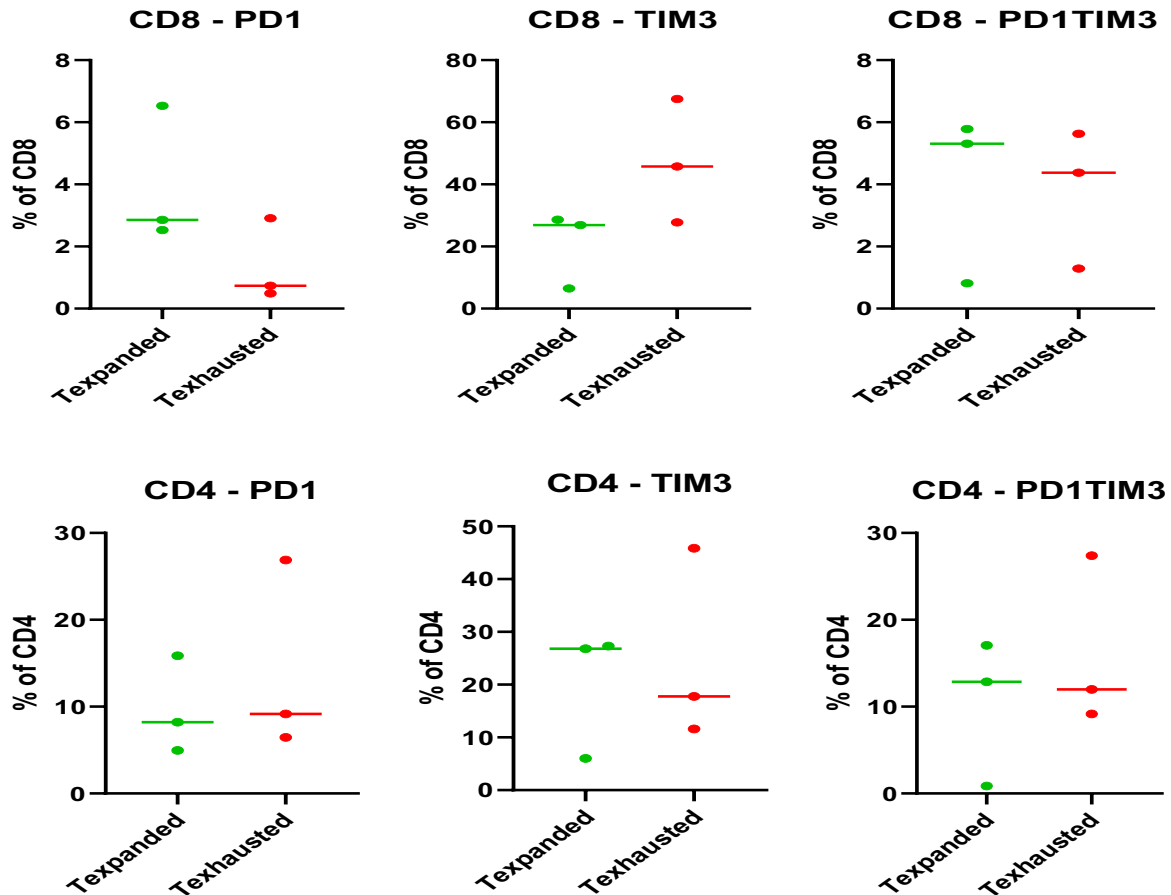 CD8 - PD1
% of CD8
8
6
4
2
0
Texpanded
Texhausted
CD8 - TIM3
% of CD8
80
60
40
20
0
Texpanded
Texhausted
CD8 - PD1TIM3
% of CD8
8
6
4
2
0
Texpanded
Texhausted
CD4 - PD1
% of CD4
30
20
10
0
Texpanded
Texhausted
CD4 - TIM3
% of CD4
50
40
30
20
10
0
Texpanded
Texhausted
CD4 - PD1TIM3
% of CD4
30
20
10
0
Texpanded
Texhausted